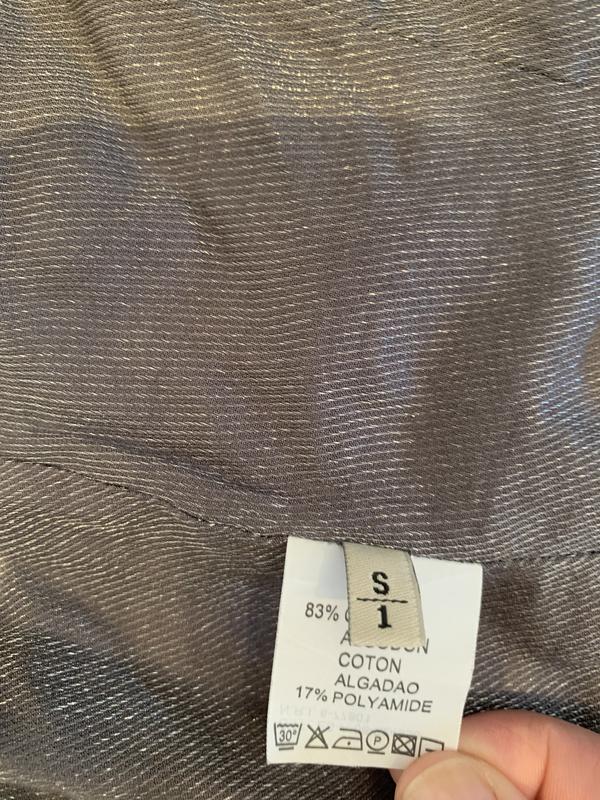 S
1
83%
COTON
ALGADAO
17% POLYAMIDE
30°
P